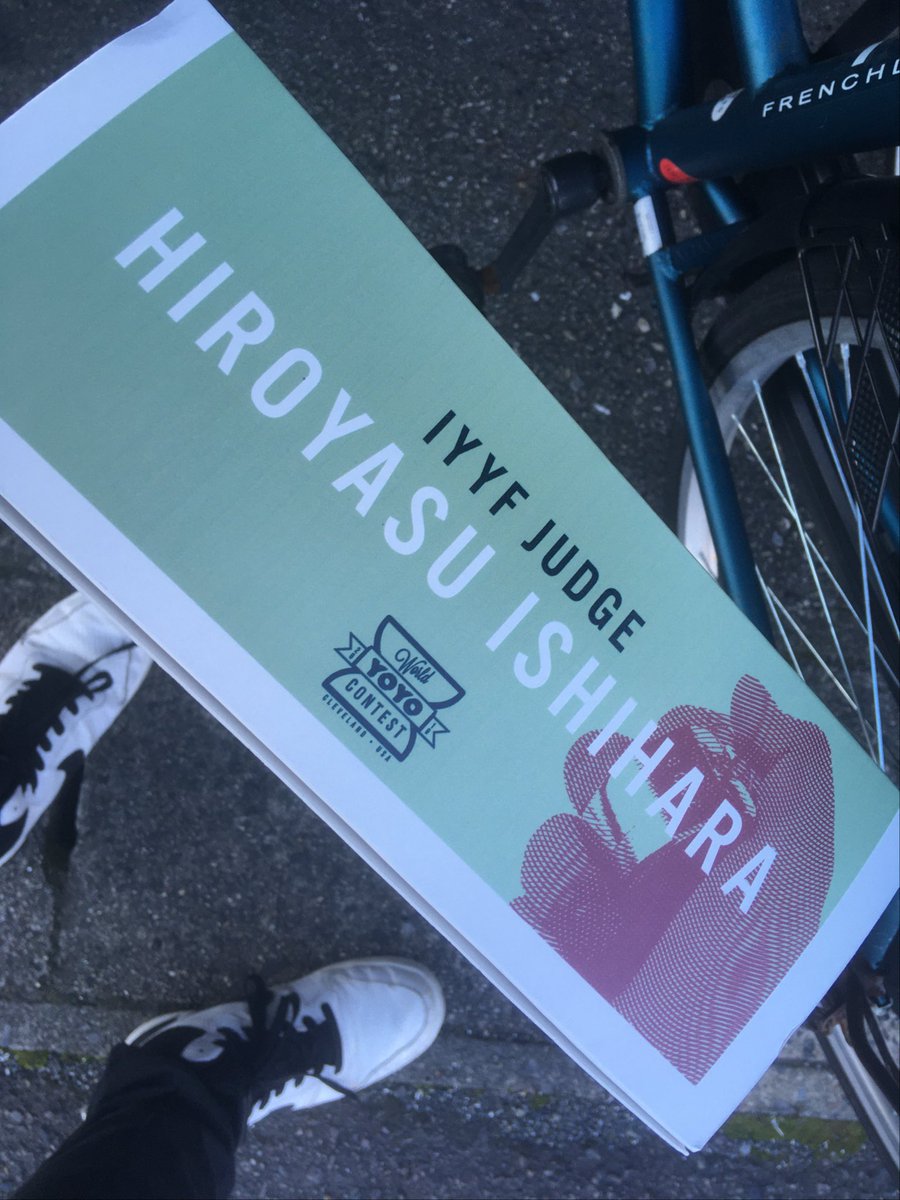 FRENCHL
IYYF JUDGE
HIROYASU ISHIHARA
World
YOYO
CONTEST
CLEVELAND • USA